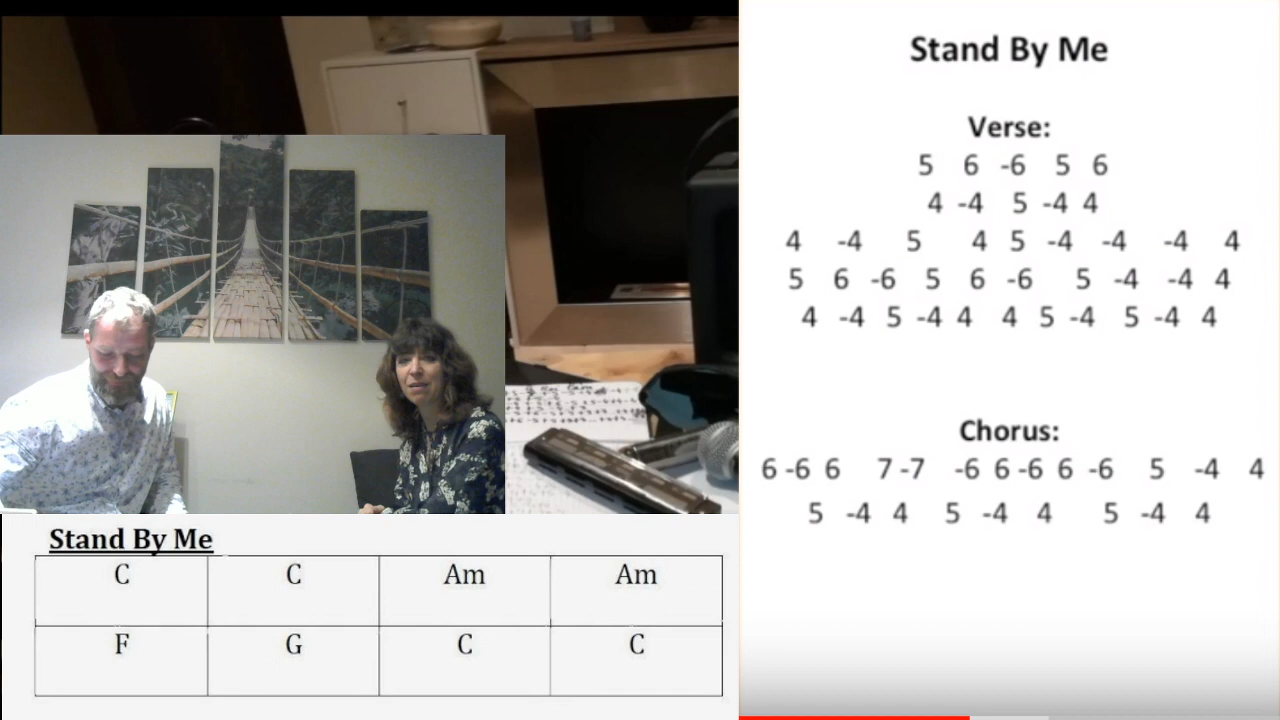 Stand By Me
Verse:
5 6 -6 5 6
4 -4 5 -4 4
4 -4 5 4 5 -4 -4 -4 4
5 6 -6 5 6 -6 5 -4 -4 4
4 -4 5 -4 4 4 5 -4 5 -4 4
Chorus:
6 -6 6 7 -7 -6 6 -6 6 -6 5 -4 4
5 -4 4 5 -4 4 5 -4 4
Stand By Me
C C Am Am
F G C C